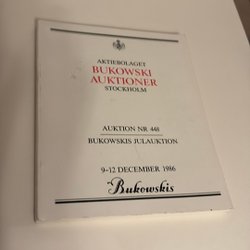 AKTIEBOLAGET
BUKOWSKI
AUKTIONER
STOCKHOLM
AUKTION NR 448
BUKOWSKIS JULAUKTION
9–12 DECEMBER 1986
Bukowskis